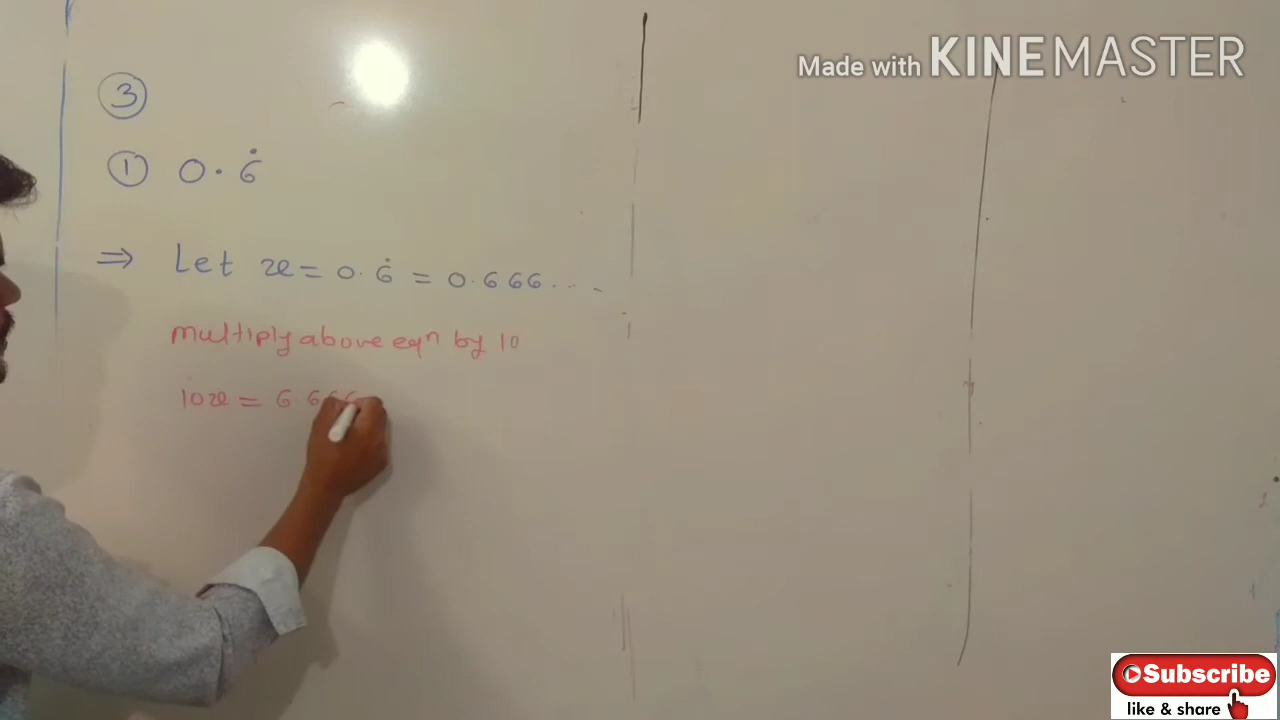 Made with KINEMASTER
③
① 0.6̇
⇒ Let x = 0.6̇ = 0.666.....
multiply above eqⁿ by 10
10x = 6.666
Subscribe
like & share